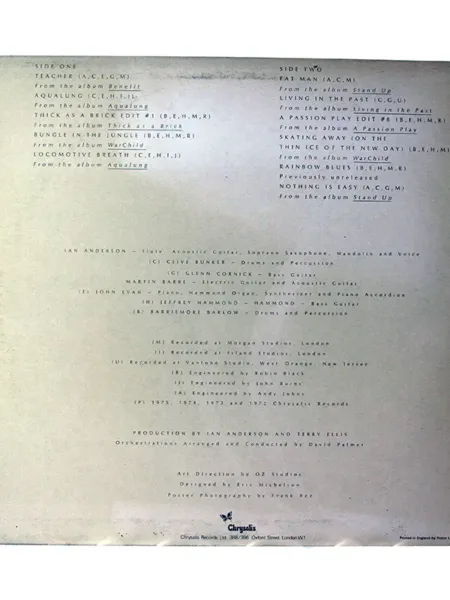 SIDE ONE
TEACHER (A,C,E,G,M)
From the album Benefit
AQUALUNG (C,E,H,I,J)
From the album Aqualung
THICK AS A BRICK EDIT #1 (B,E,H,M,R)
From the album Thick as a Brick
BUNGLE IN THE JUNGLE (B,E,H,M,R)
From the album WarChild
LOCOMOTIVE BREATH (C,E,H,I,J)
From the album Aqualung
SIDE TWO
FAT MAN (A,C,M)
From the album Stand Up
LIVING IN THE PAST (C,G,U)
From the album Living in the Past
A PASSION PLAY EDIT #8 (B,E,H,M,R)
From the album A Passion Play
SKATING AWAY (ON THE
THIN ICE OF THE NEW DAY) (B,E,H,M)
From the album WarChild
RAINBOW BLUES (B,E,H,M,R)
Previously unreleased
NOTHING IS EASY (A,C,G,M)
From the album Stand Up
IAN ANDERSON – Flute, Acoustic Guitar, Soprano Saxophone, Mandolin and Voice
(C) CLIVE BUNKER – Drums and Percussion
(G) GLENN CORNICK – Bass Guitar
MARTIN BARRE – Electric Guitar and Acoustic Guitar
JOHN EVAN – Piano, Hammond Organ, Synthesiser and Piano Accordion
(H) JEFFREY HAMMOND – HAMMOND – Bass Guitar
BARRIEMORE BARLOW – Drums and Percussion
(M) Recorded at Morgan Studios, London
(I) Recorded at Island Studios, London
(U) Recorded at Vantone Studio, West Orange, New Jersey
(B) Engineered by Robin Black
(J) Engineered by John Burns
(A) Engineered by Andy Johns
Chrysalis Records
PRODUCTION BY IAN ANDERSON AND TERRY ELLIS
Orchestrations Arranged and Conducted by David Palmer
Art Direction by OZ Studios
Designed by Eric Michelson
Poster Photography by Frank
Chrysalis
Chrysalis Records Ltd. 388/396 Oxford Street London W1
Printed in England by